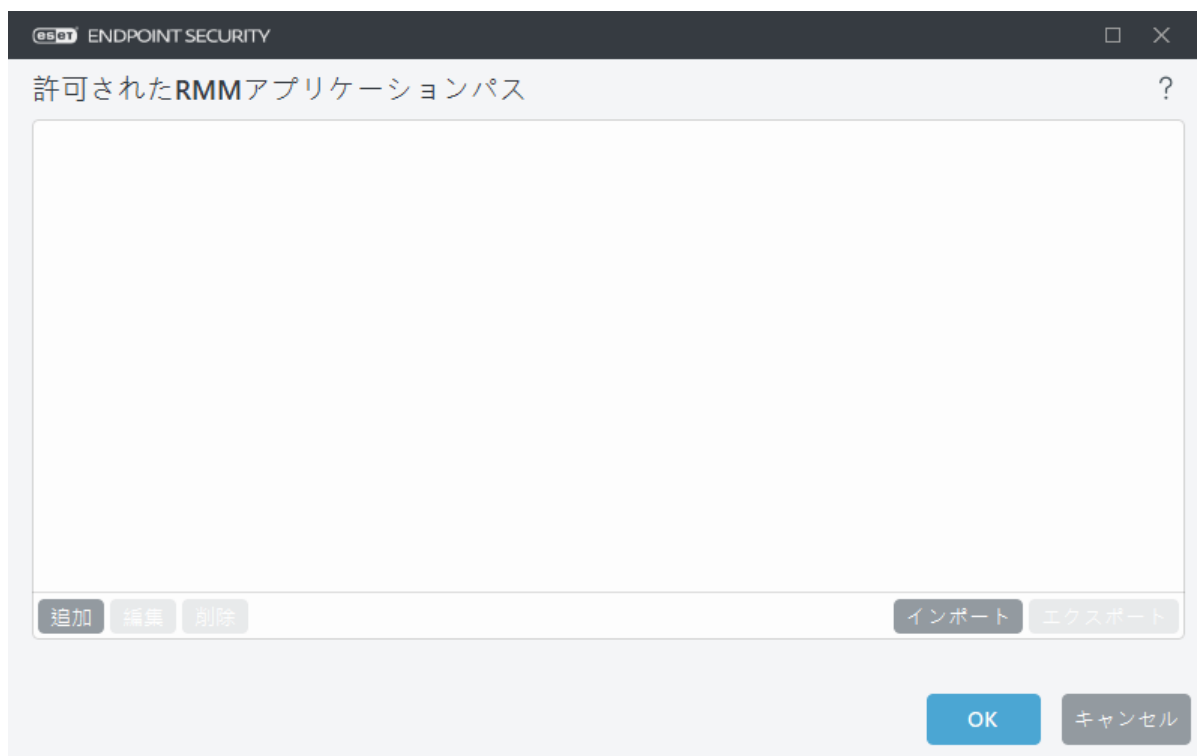 eset ENDPOINT SECURITY
許可されたRMMアプリケーションパス ?
追加 編集 削除 インポート エクスポート
OK キャンセル